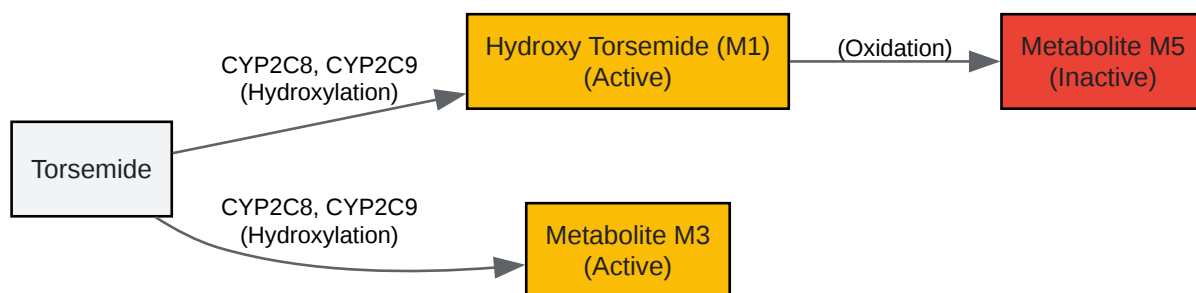 Hydroxy Torsemide (M1)
(Active)
(Oxidation)
Metabolite M5
(Inactive)
CYP2C8, CYP2C9
(Hydroxylation)
Torsemide
CYP2C8, CYP2C9
(Hydroxylation)
Metabolite M3
(Active)